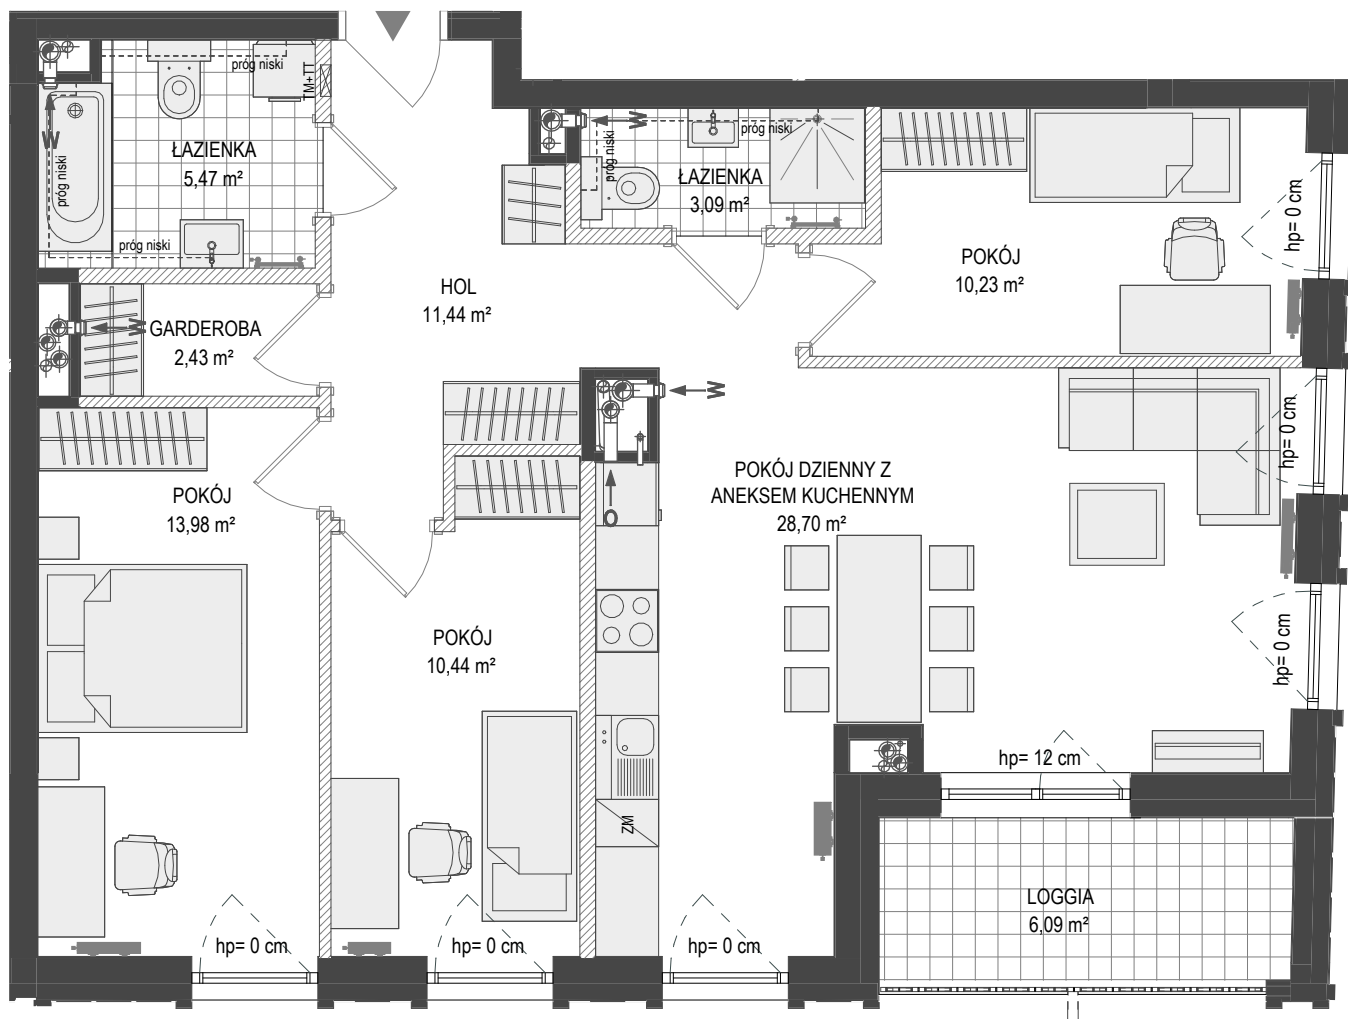 próg niski
TM+TT
ŁAZIENKA
5,47 m²
W
próg niski
próg niski
W
próg niski
próg niski
ŁAZIENKA
3,09 m²
POKÓJ
10,23 m²
hp= 0 cm
HOL
11,44 m²
W
GARDEROBA
2,43 m²
W
hp= 0 cm
POKÓJ
13,98 m²
POKÓJ DZIENNY Z
ANEKSEM KUCHENNYM
28,70 m²
O
POKÓJ
10,44 m²
hp= 0 cm
hp= 12 cm
ZM
LOGGIA
6,09 m²
hp= 0 cm
hp= 0 cm
hp= 0 cm